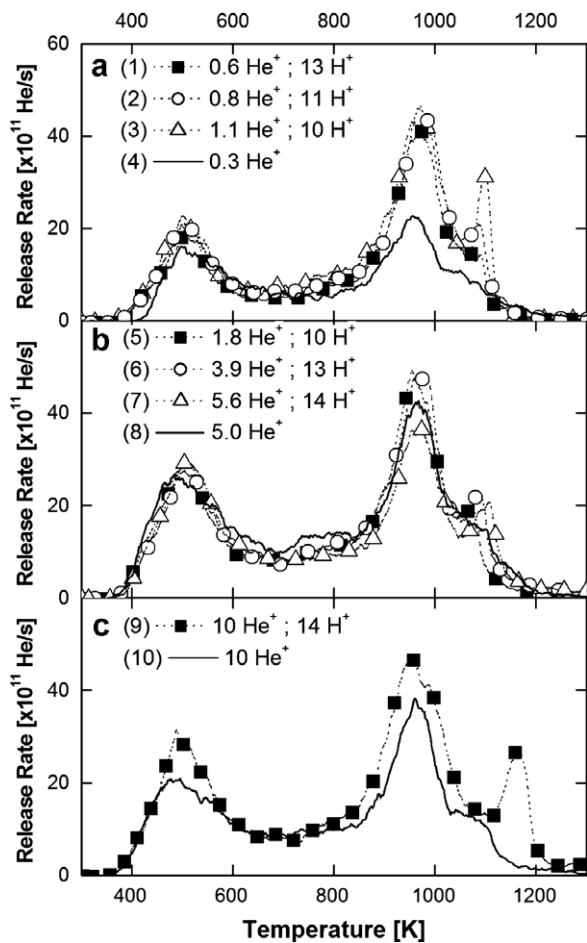 400 600 800 1000 1200
60
40
20
0
Release Rate [x10¹¹ He/s]
a
(1) 0.6 He⁺ ; 13 H⁺
(2) 0.8 He⁺ ; 11 H⁺
(3) 1.1 He⁺ ; 10 H⁺
(4) 0.3 He⁺
40
20
0
Release Rate [x10¹¹ He/s]
b
(5) 1.8 He⁺ ; 10 H⁺
(6) 3.9 He⁺ ; 13 H⁺
(7) 5.6 He⁺ ; 14 H⁺
(8) 5.0 He⁺
40
20
0
Release Rate [x10¹¹ He/s]
c
(9) 10 He⁺ ; 14 H⁺
(10) 10 He⁺
400 600 800 1000 1200
Temperature [K]